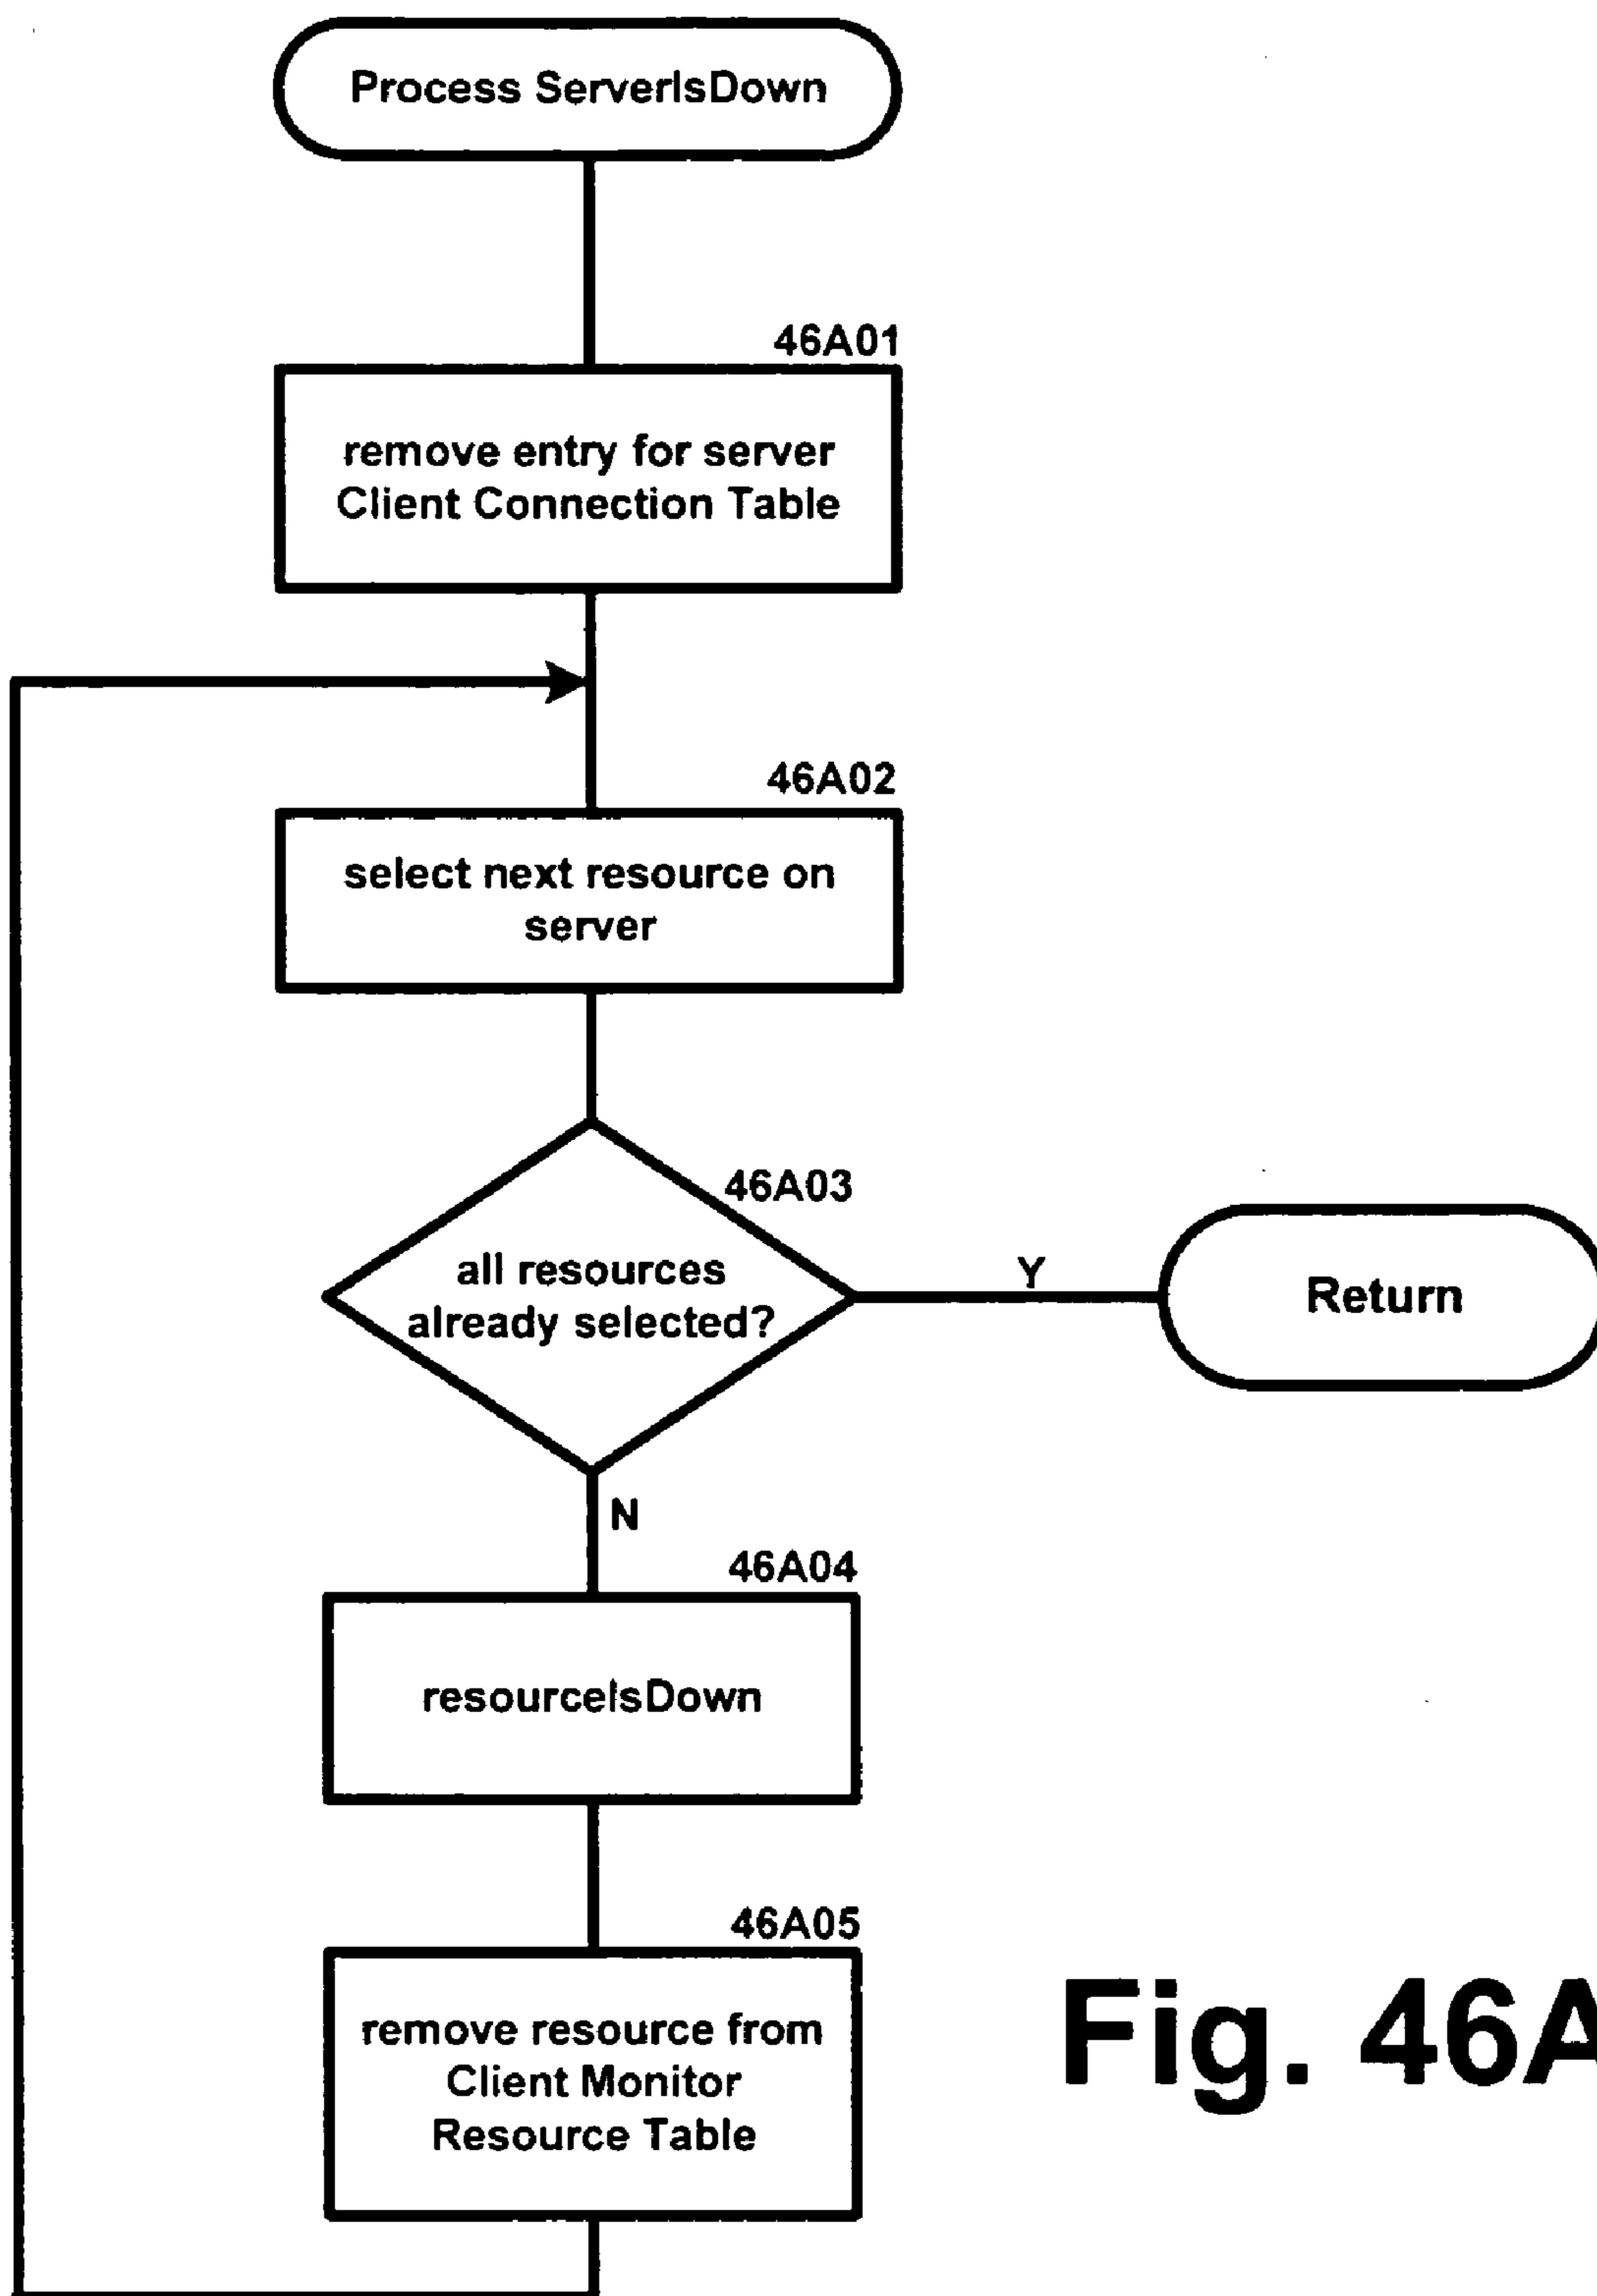 Process ServerIsDown
46A01
remove entry for server
Client Connection Table
46A02
select next resource on
server
46A03
all resources
already selected?
Y
Return
N
46A04
resourceIsDown
46A05
remove resource from
Client Monitor
Resource Table
Fig. 46A